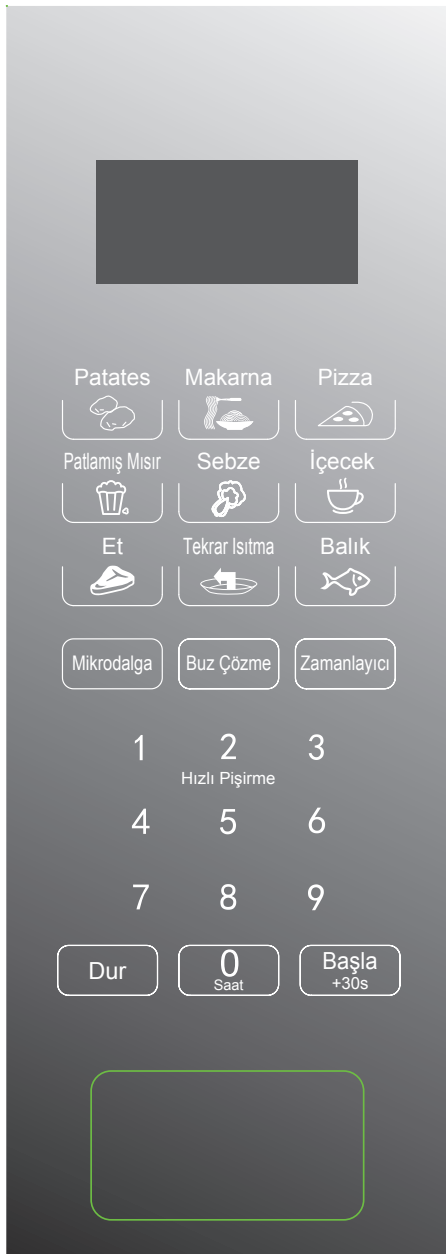 Patates Makarna Pizza
Patlamış Mısır Sebze İçecek
Et Tekrar Isıtma Balık
Mikrodalga Buz Çözme Zamanlayıcı
1 2 3
Hızlı Pişirme
4 5 6
7 8 9
Dur 0 Başla
Saat +30s